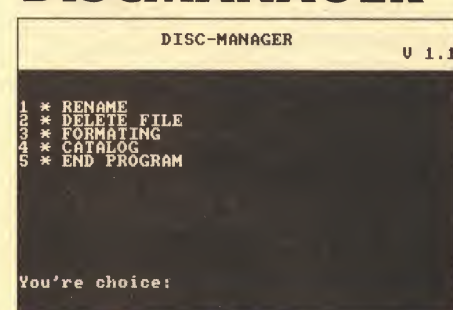 DISCMANAGER
DISC-MANAGER
V 1.1
1 * RENAME
2 * DELETE FILE
3 * FORMATING
4 * CATALOG
5 * END PROGRAM
You're choice: